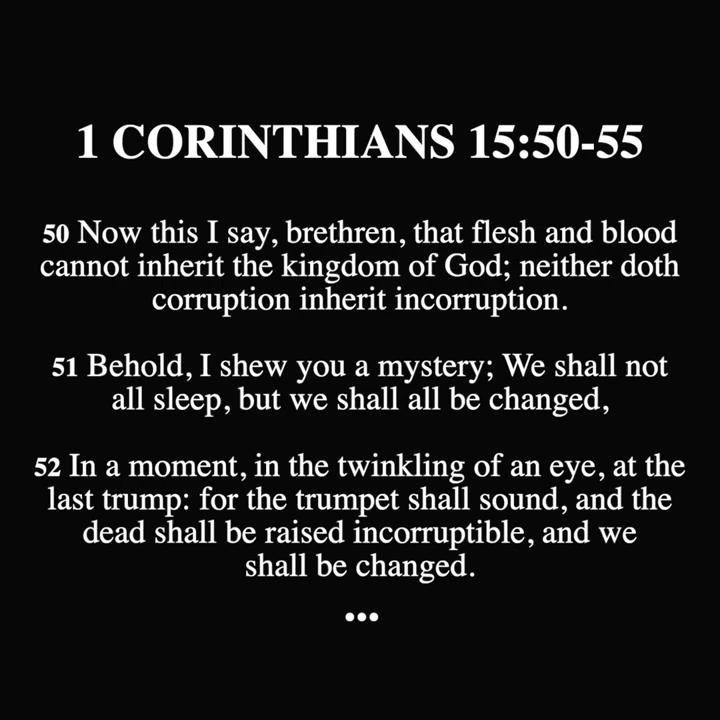 1 CORINTHIANS 15:50-55
50 Now this I say, brethren, that flesh and blood
cannot inherit the kingdom of God; neither doth
corruption inherit incorruption.
51 Behold, I shew you a mystery; We shall not
all sleep, but we shall all be changed,
52 In a moment, in the twinkling of an eye, at the
last trump: for the trumpet shall sound, and the
dead shall be raised incorruptible, and we
shall be changed.
•••